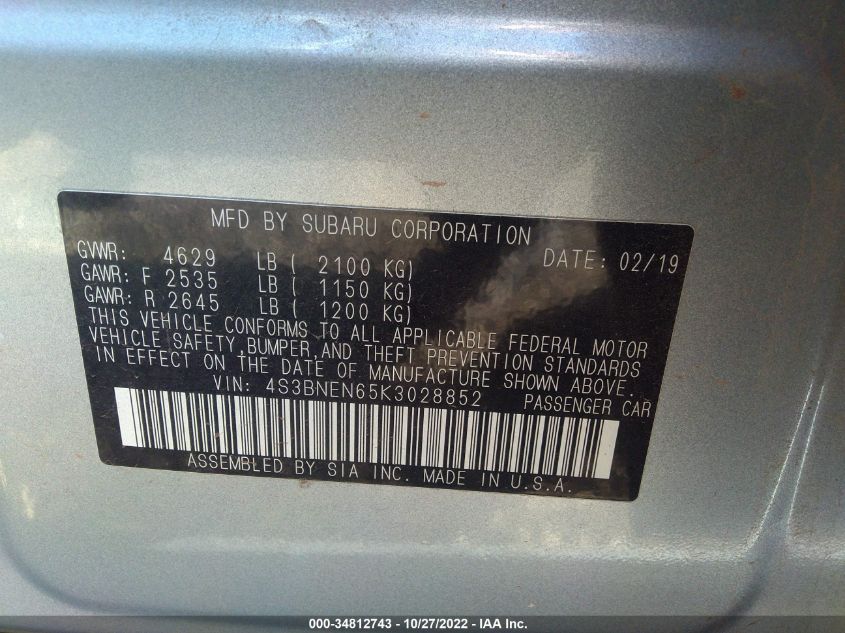 MFD BY SUBARU CORPORATION
GVWR: 4629 LB ( 2100 KG) DATE: 02/19
GAWR: F 2535 LB ( 1150 KG)
GAWR: R 2645 LB ( 1200 KG)
THIS VEHICLE CONFORMS TO ALL APPLICABLE FEDERAL MOTOR
VEHICLE SAFETY,BUMPER,AND THEFT PREVENTION STANDARDS
IN EFFECT ON THE DATE OF MANUFACTURE SHOWN ABOVE.
VIN: 4S3BNEN65K3028852 PASSENGER CAR
ASSEMBLED BY SIA INC. MADE IN U.S.A.
000-34812743 - 10/27/2022 - IAA Inc.